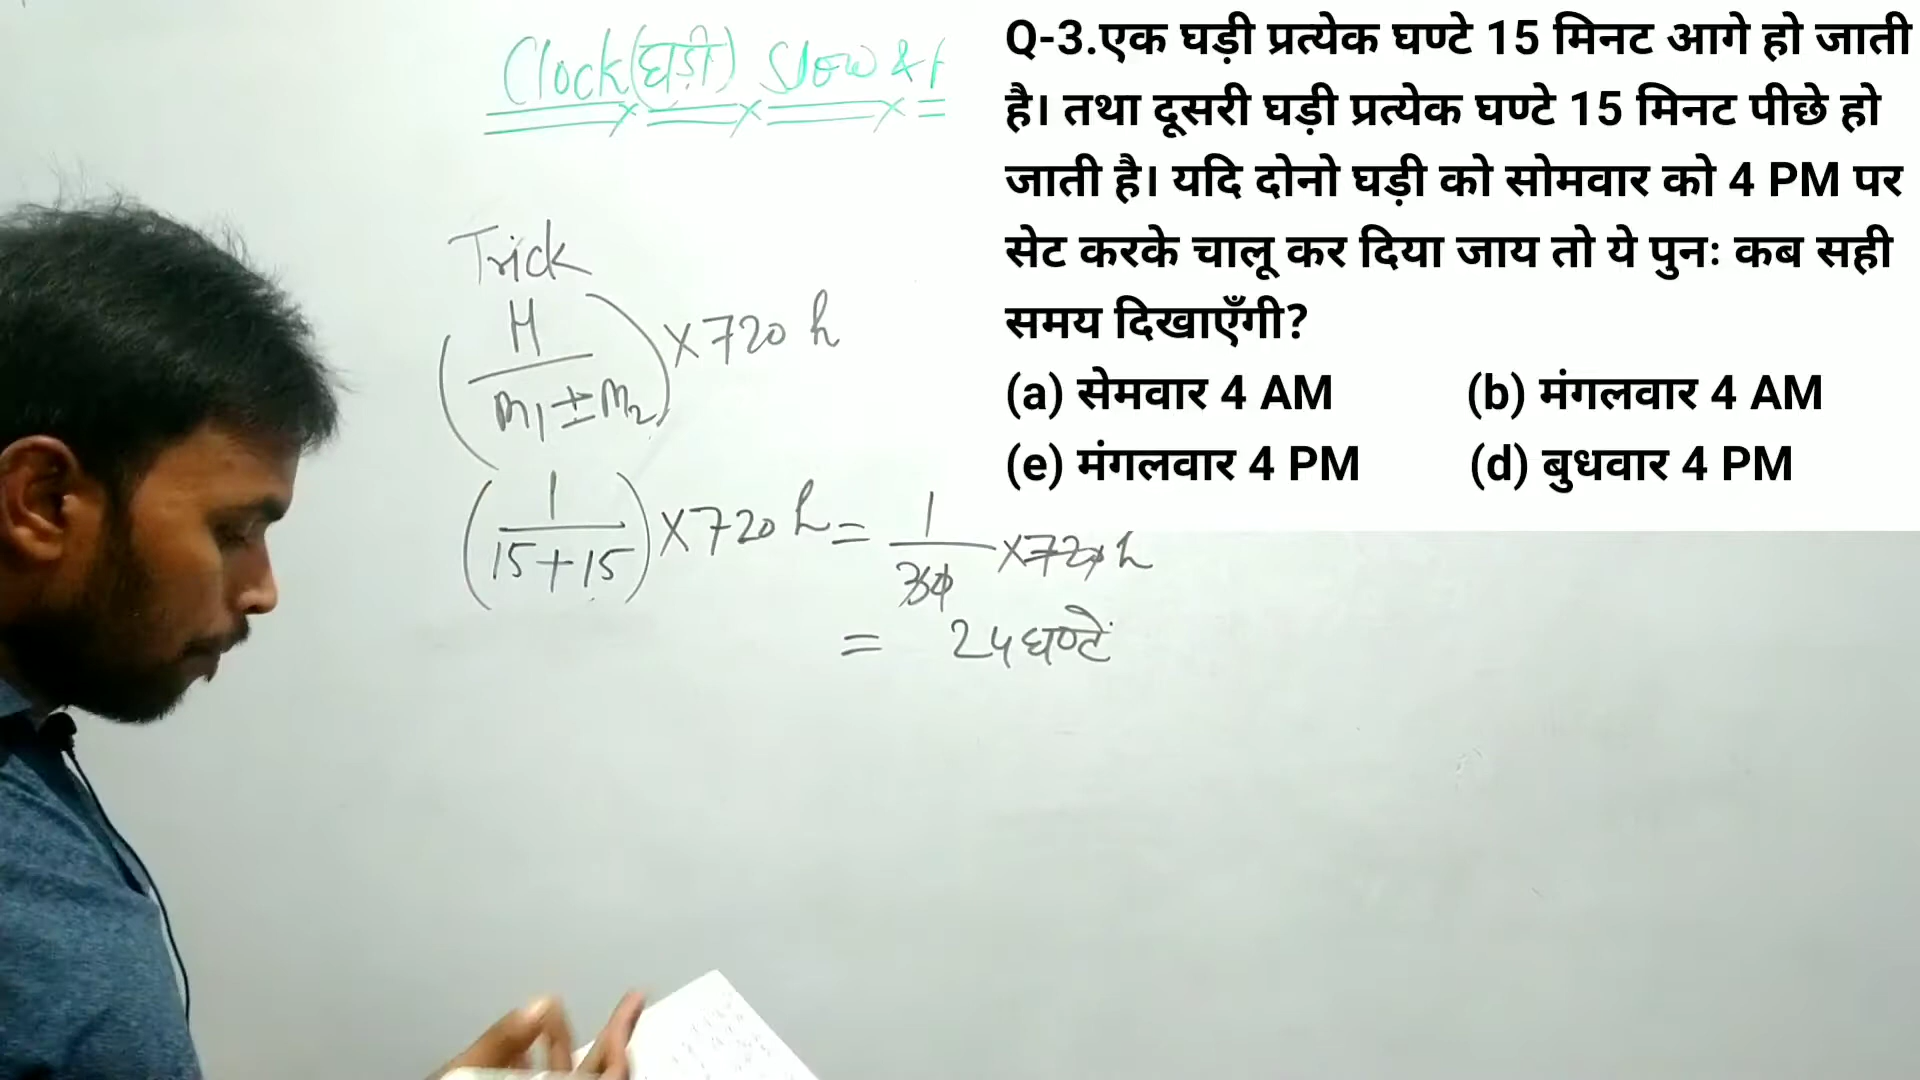 Clock(घड़ी) Slow &
Q-3.एक घड़ी प्रत्येक घण्टे 15 मिनट आगे हो जाती
है। तथा दूसरी घड़ी प्रत्येक घण्टे 15 मिनट पीछे हो
जाती है। यदि दोनो घड़ी को सोमवार को 4 PM पर
सेट करके चालू कर दिया जाय तो ये पुनः कब सही
समय दिखाएँगी?
(a) सेमवार 4 AM (b) मंगलवार 4 AM
(e) मंगलवार 4 PM (d) बुधवार 4 PM
Trick
(H / m1 ± m2) × 720 h
(1 / 15+15) × 720 h = 1 / 30 × 720 h
= 24 घण्टें